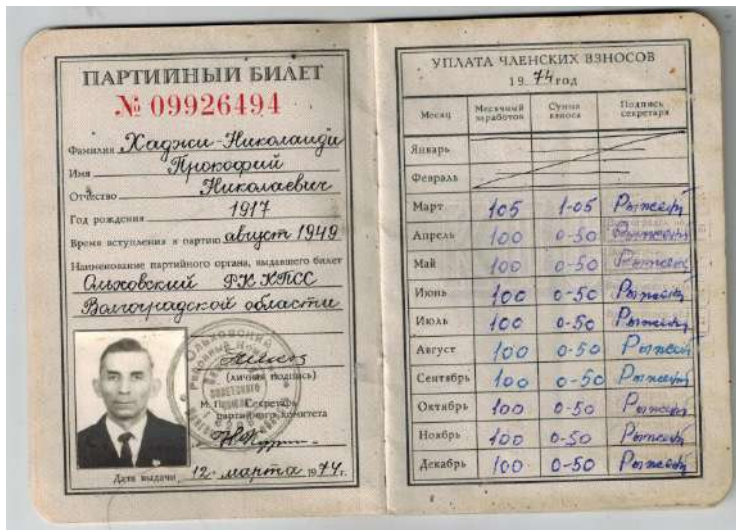 ПАРТИЙНЫЙ БИЛЕТ
№ 09926494
Фамилия Хаджи-Николаиди
Имя Прокофий
Отчество Николаевич
Год рождения 1917
Время вступления в партию август 1949
Наименование партийного органа, выдавшего билет
Ольховский РК КПСС
Волгоградской области
(личная подпись)
М. П. Секретарь
партийного комитета
Дата выдачи 12 марта 1974 г.
УПЛАТА ЧЛЕНСКИХ ВЗНОСОВ
1974 год
Месяц Месячный заработок Сумма взноса Подпись секретаря
Январь
Февраль
Март 105 1-05
Апрель 100 0-50
Май 100 0-50
Июнь 100 0-50
Июль 100 0-50
Август 100 0-50
Сентябрь 100 0-50
Октябрь 100 0-50
Ноябрь 100 0-50
Декабрь 100 0-50